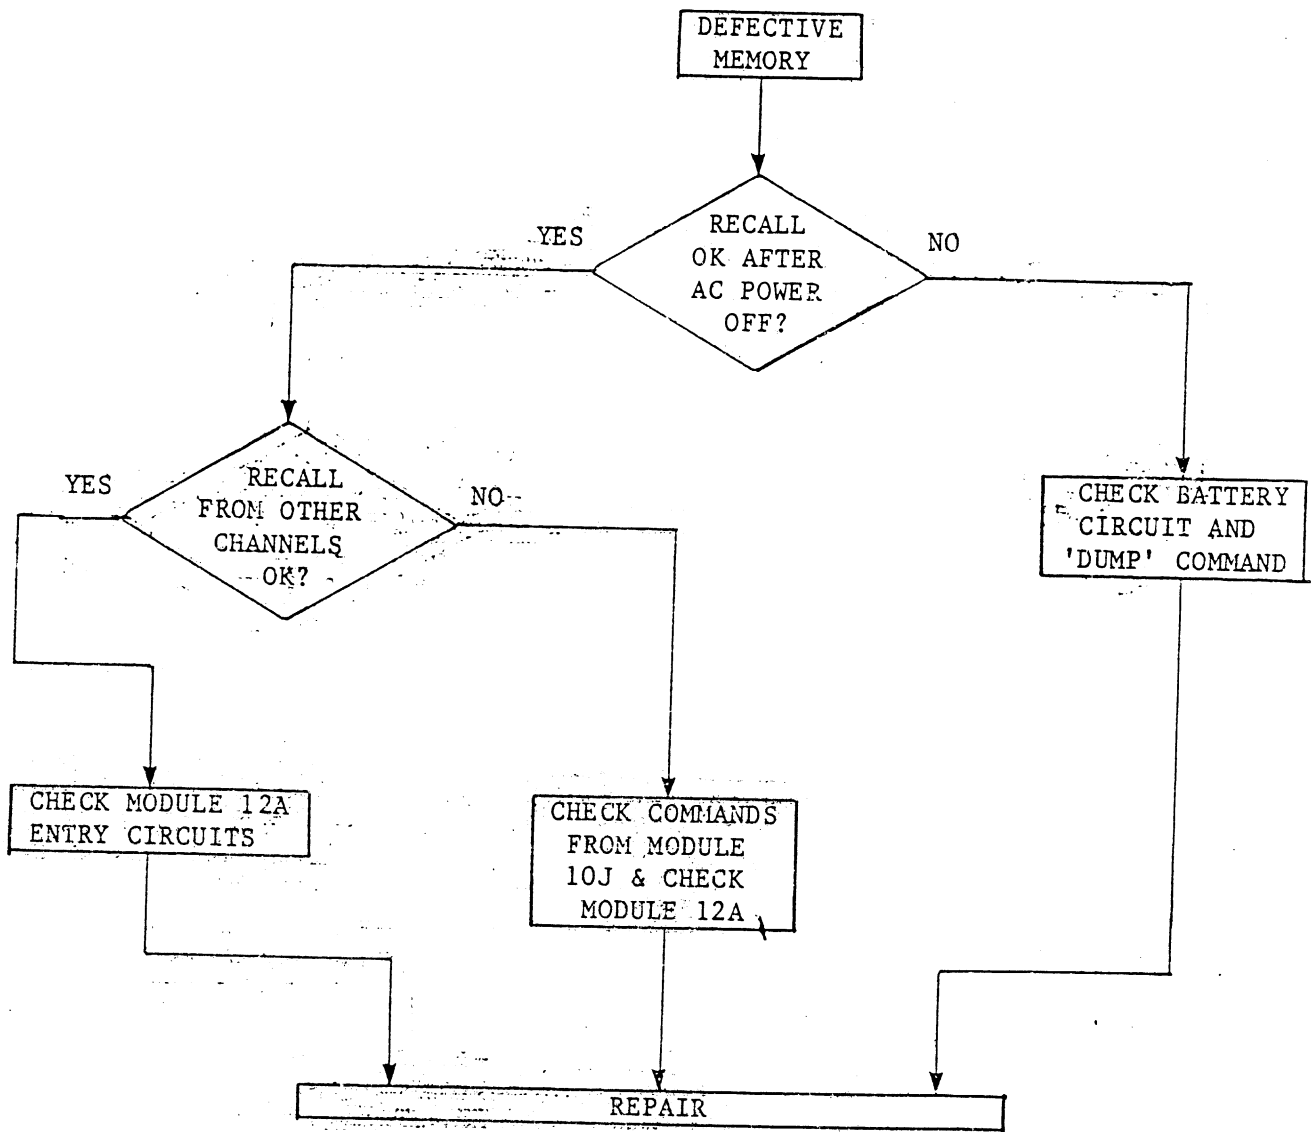 DEFECTIVE
MEMORY
RECALL
OK AFTER
AC POWER
OFF?
YES
NO
RECALL
FROM OTHER
CHANNELS
OK?
YES
NO
CHECK BATTERY
CIRCUIT AND
'DUMP' COMMAND
CHECK MODULE 12A
ENTRY CIRCUITS
CHECK COMMANDS
FROM MODULE
10J & CHECK
MODULE 12A
REPAIR